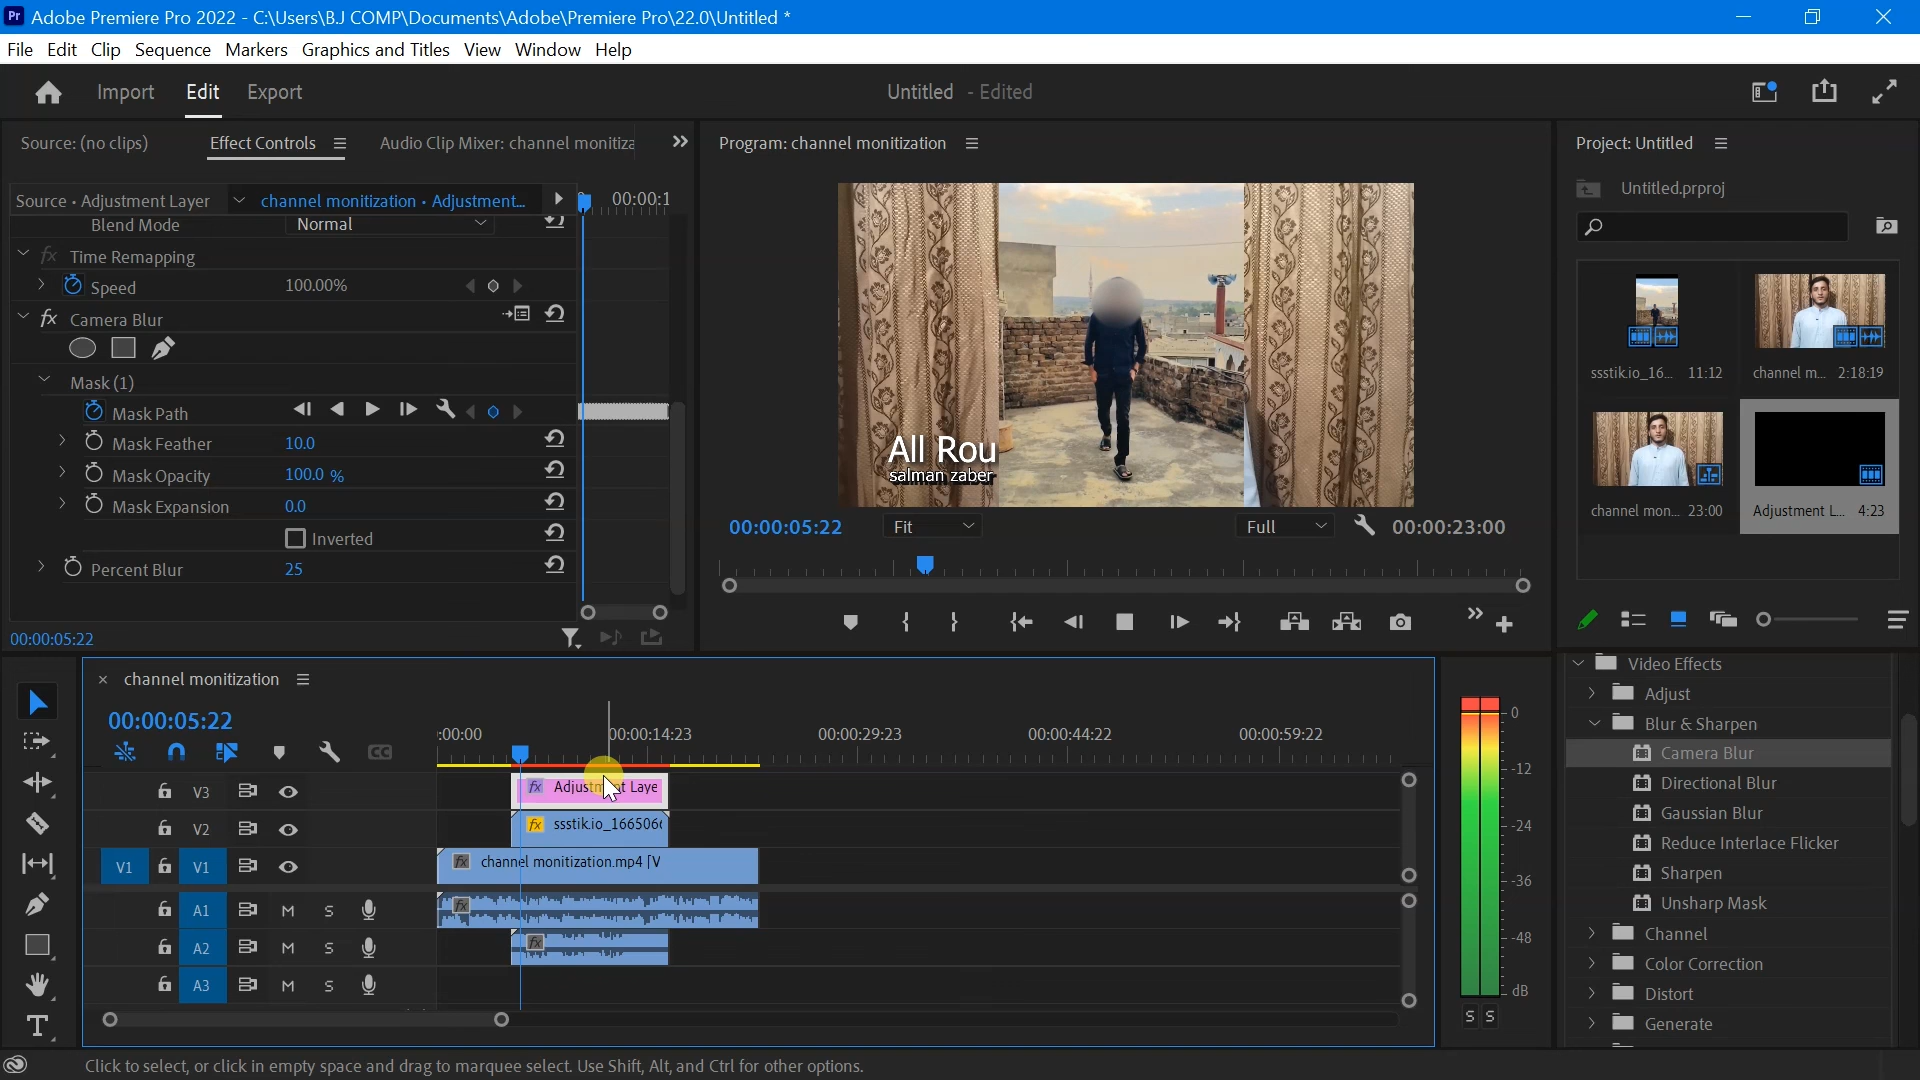 Adobe Premiere Pro 2022 - C:\Users\B.J COMP\Documents\Adobe\Premiere Pro\22.0\Untitled *
File Edit Clip Sequence Markers Graphics and Titles View Window Help
Import Edit Export
Untitled - Edited
Source: (no clips)
Effect Controls
Audio Clip Mixer: channel monitiza
Program: channel monitization
Project: Untitled
Source • Adjustment Layer
channel monitization • Adjustment...
00:00:1
Untitled.prproj
Blend Mode Normal
fx Time Remapping
Speed 100.00%
fx Camera Blur
Mask (1)
Mask Path
Mask Feather 10.0
Mask Opacity 100.0 %
Mask Expansion 0.0
Inverted
Percent Blur 25
00:00:05:22
All Rou
salman zaber
00:00:05:22 Fit Full 00:00:23:00
ssstik.io_16... 11:12
channel m... 2:18:19
channel mon... 23:00
Adjustment L... 4:23
× channel monitization
00:00:05:22
CC
:00:00 00:00:14:23 00:00:29:23 00:00:44:22 00:00:59:22
V3 fx Adjustm t Laye
V2 fx ssstik.io_166506
V1 V1 fx channel monitization.mp4 [V
A1 M S fx
A2 M S fx
A3 M S
0
-12
-24
-36
-48
dB
S S
Video Effects
Adjust
Blur & Sharpen
Camera Blur
Directional Blur
Gaussian Blur
Reduce Interlace Flicker
Sharpen
Unsharp Mask
Channel
Color Correction
Distort
Generate
Click to select, or click in empty space and drag to marquee select. Use Shift, Alt, and Ctrl for other options.